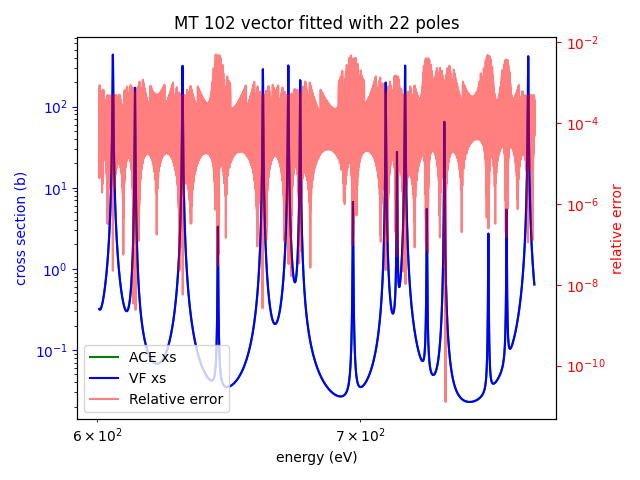 MT 102 vector fitted with 22 poles
cross section (b)
10²
10¹
10⁰
10⁻¹
10⁻²
10⁻⁴
10⁻⁶
10⁻⁸
10⁻¹⁰
relative error
ACE xs
VF xs
Relative error
6 × 10² 7 × 10²
energy (eV)